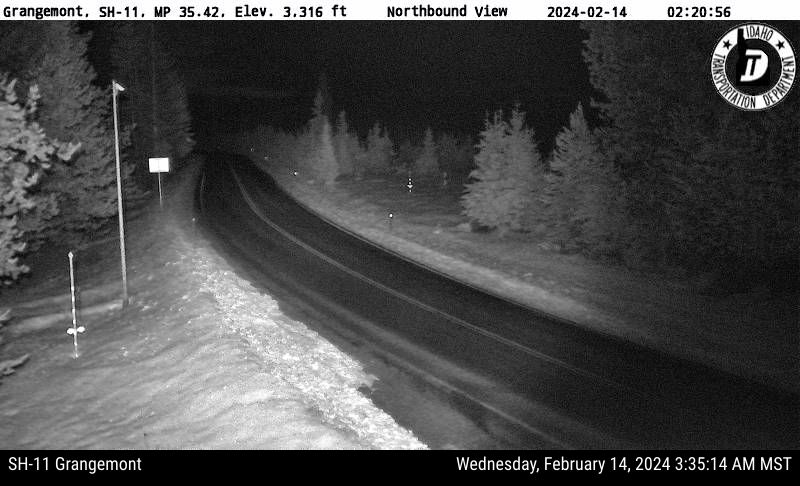 Grangemont, SH-11, MP 35.42, Elev. 3,316 ft Northbound View 2024-02-14 02:20:56
IDAHO
TRANSPORTATION DEPARTMENT
SH-11 Grangemont Wednesday, February 14, 2024 3:35:14 AM MST